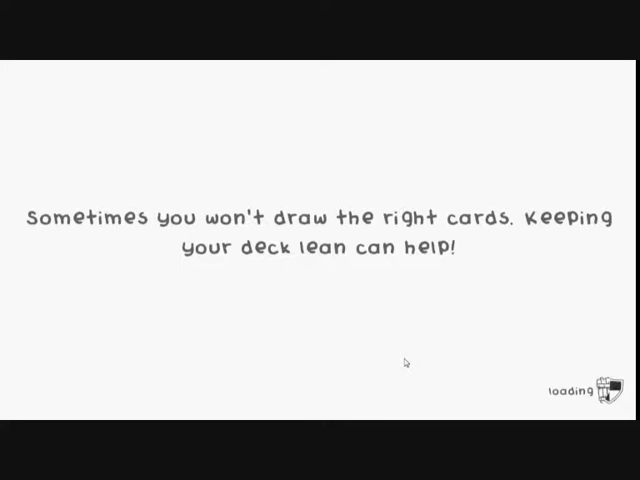 Sometimes you won't draw the right cards. Keeping
your deck lean can help!
loading